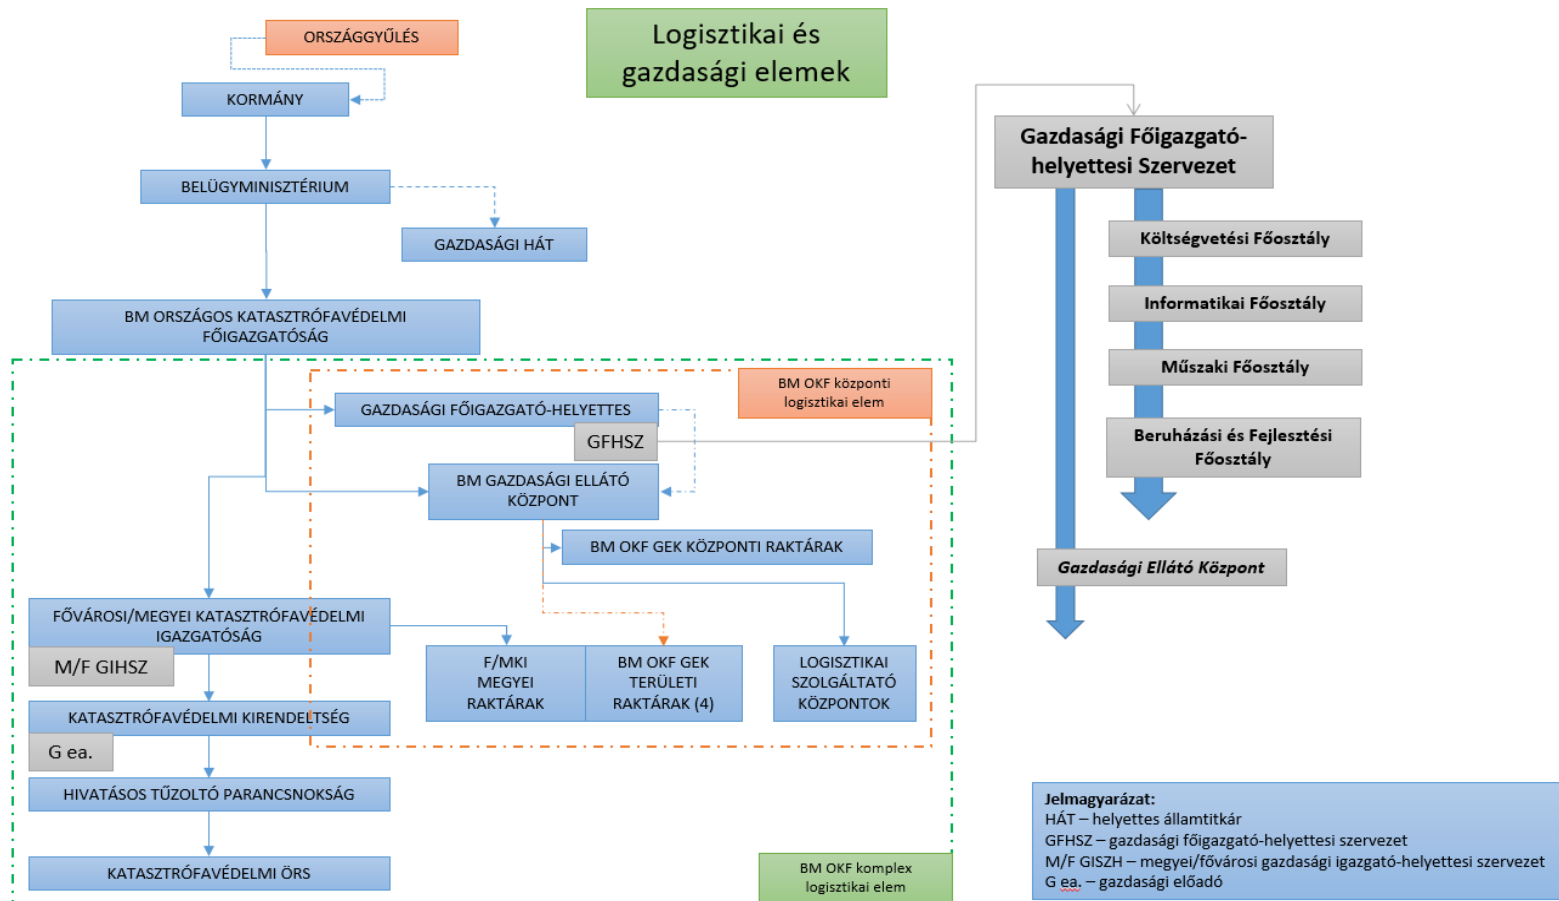 Logisztikai és
gazdasági elemek
ORSZÁGGYŰLÉS
KORMÁNY
BELÜGYMINISZTÉRIUM
GAZDASÁGI HÁT
BM ORSZÁGOS KATASZTRÓFAVÉDELMI
FŐIGAZGATÓSÁG
BM OKF központi
logisztikai elem
GAZDASÁGI FŐIGAZGATÓ-HELYETTES
GFHSZ
BM GAZDASÁGI ELLÁTÓ
KÖZPONT
BM OKF GEK KÖZPONTI RAKTÁRAK
FŐVÁROSI/MEGYEI KATASZTRÓFAVÉDELMI
IGAZGATÓSÁG
M/F GIHSZ
F/MKI
MEGYEI
RAKTÁRAK
BM OKF GEK
TERÜLETI
RAKTÁRAK (4)
LOGISZTIKAI
SZOLGÁLTATÓ
KÖZPONTOK
KATASZTRÓFAVÉDELMI KIRENDELTSÉG
G ea.
HIVATÁSOS TŰZOLTÓ PARANCSNOKSÁG
KATASZTRÓFAVÉDELMI ÖRS
BM OKF komplex
logisztikai elem
Gazdasági Főigazgató-
helyettesi Szervezet
Költségvetési Főosztály
Informatikai Főosztály
Műszaki Főosztály
Beruházási és Fejlesztési
Főosztály
Gazdasági Ellátó Központ
Jelmagyarázat:
HÁT – helyettes államtitkár
GFHSZ – gazdasági főigazgató-helyettesi szervezet
M/F GISZH – megyei/fővárosi gazdasági igazgató-helyettesi szervezet
G ea. – gazdasági előadó